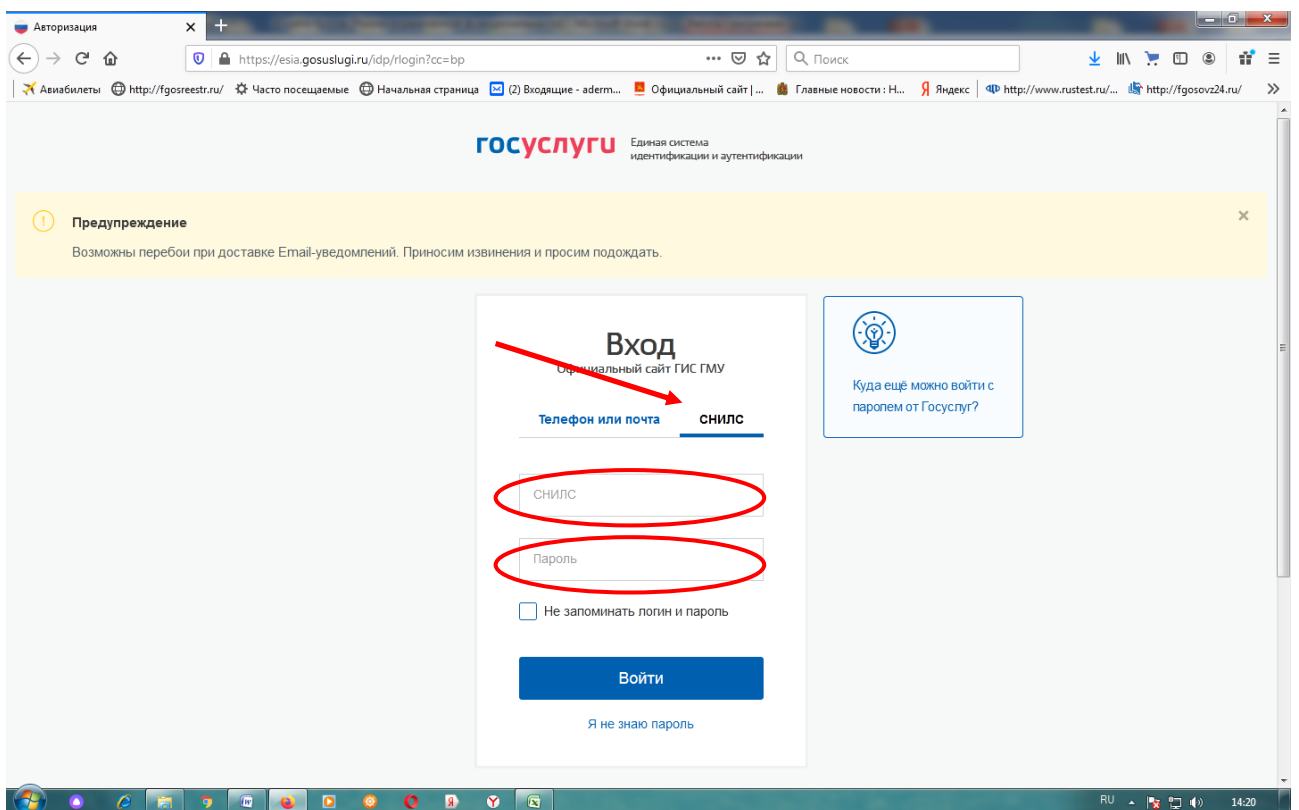 Авторизация
https://esia.gosuslugi.ru/idp/rlogin?cc=bp
Поиск
Авиабилеты http://fgosreestr.ru/ Часто посещаемые Начальная страница (2) Входящие - aderm... Официальный сайт | ... Главные новости : Н... Яндекс http://www.rustest.ru/... http://fgosovz24.ru/
госуслуги
Единая система
идентификации и аутентификации
Предупреждение
Возможны перебои при доставке Email-уведомлений. Приносим извинения и просим подождать.
Вход
Официальный сайт ГИС ГМУ
Телефон или почта СНИЛС
СНИЛС
Пароль
Не запоминать логин и пароль
Войти
Я не знаю пароль
Куда ещё можно войти с
паролем от Госуслуг?
RU 14:20